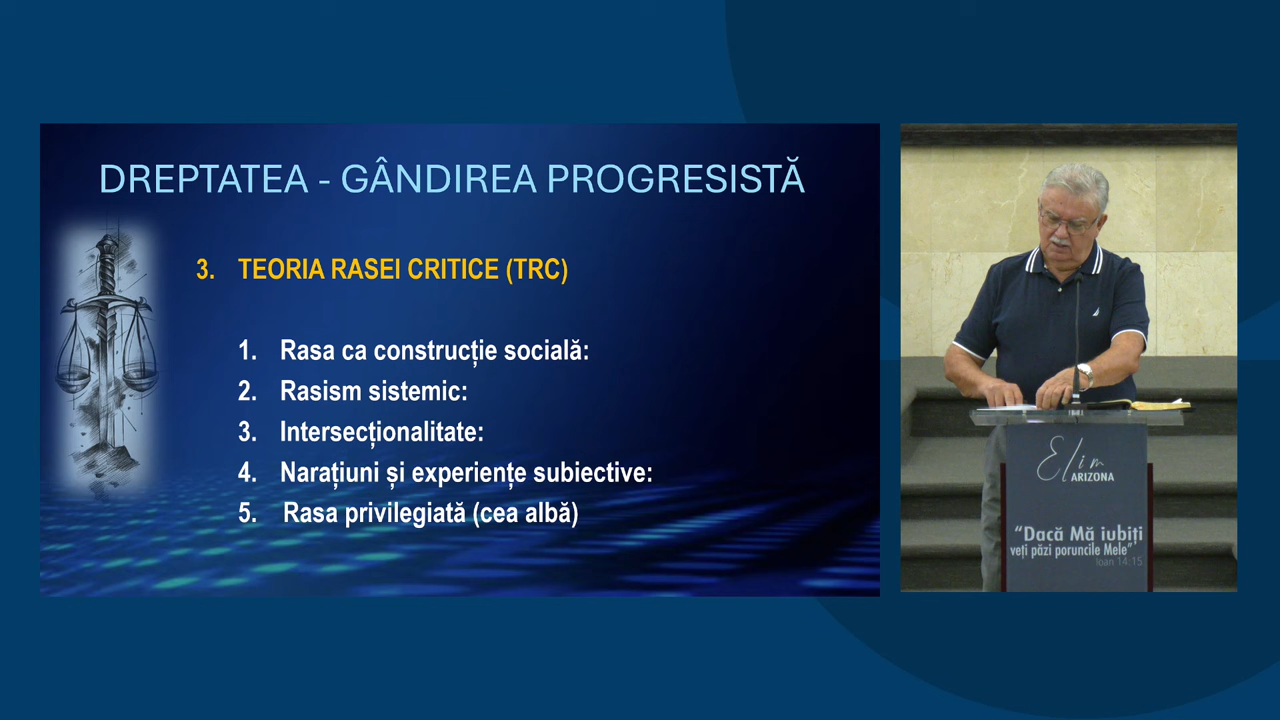 DREPTATEA - GÂNDIREA PROGRESISTĂ
3. TEORIA RASEI CRITICE (TRC)
1. Rasa ca construcție socială:
2. Rasism sistemic:
3. Intersecționalitate:
4. Narațiuni și experiențe subiective:
5. Rasa privilegiată (cea albă)
Elim
ARIZONA
“Dacă Mă iubiți
veți păzi poruncile Mele”
Ioan 14:15